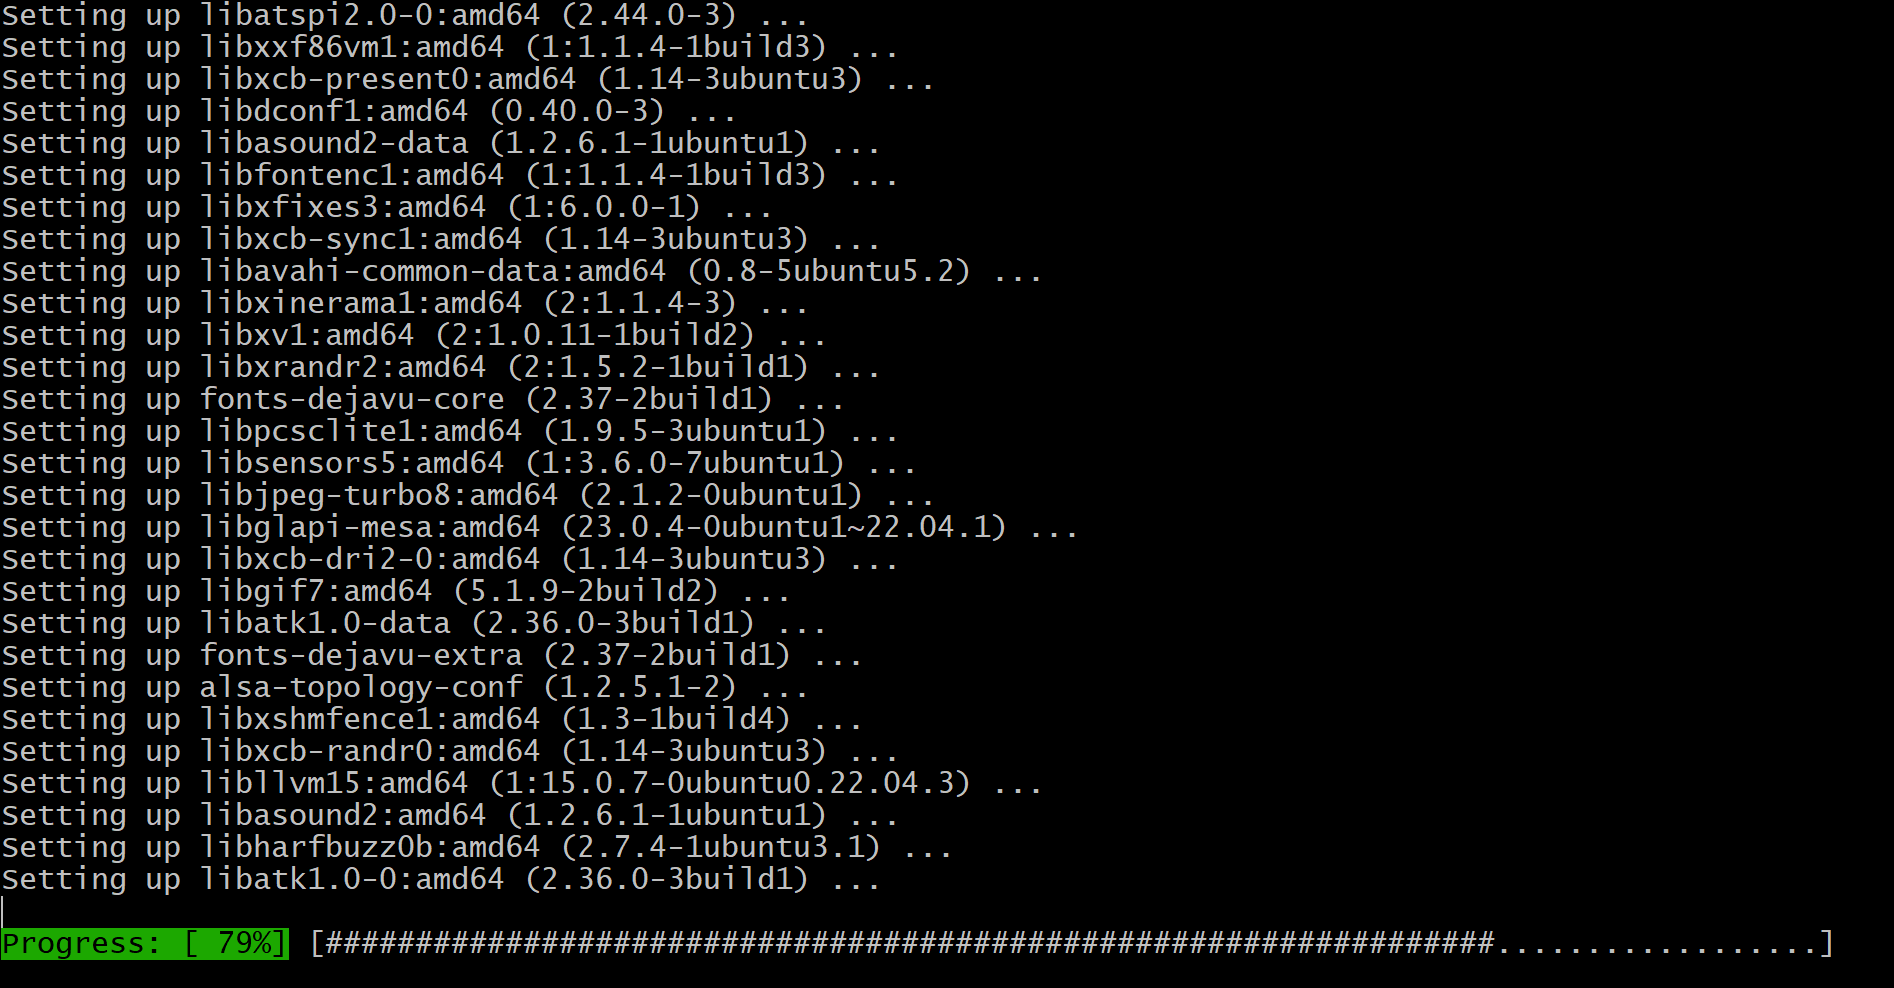 Setting up libatspi2.0-0:amd64 (2.44.0-3) ...
Setting up libxxf86vm1:amd64 (1:1.1.4-1build3) ...
Setting up libxcb-present0:amd64 (1.14-3ubuntu3) ...
Setting up libdconf1:amd64 (0.40.0-3) ...
Setting up libasound2-data (1.2.6.1-1ubuntu1) ...
Setting up libfontenc1:amd64 (1:1.1.4-1build3) ...
Setting up libxfixes3:amd64 (1:6.0.0-1) ...
Setting up libxcb-sync1:amd64 (1.14-3ubuntu3) ...
Setting up libavahi-common-data:amd64 (0.8-5ubuntu5.2) ...
Setting up libxinerama1:amd64 (2:1.1.4-3) ...
Setting up libxv1:amd64 (2:1.0.11-1build2) ...
Setting up libxrandr2:amd64 (2:1.5.2-1build1) ...
Setting up fonts-dejavu-core (2.37-2build1) ...
Setting up libpcsclite1:amd64 (1.9.5-3ubuntu1) ...
Setting up libsensors5:amd64 (1:3.6.0-7ubuntu1) ...
Setting up libjpeg-turbo8:amd64 (2.1.2-0ubuntu1) ...
Setting up libglapi-mesa:amd64 (23.0.4-0ubuntu1~22.04.1) ...
Setting up libxcb-dri2-0:amd64 (1.14-3ubuntu3) ...
Setting up libgif7:amd64 (5.1.9-2build2) ...
Setting up libatk1.0-data (2.36.0-3build1) ...
Setting up fonts-dejavu-extra (2.37-2build1) ...
Setting up alsa-topology-conf (1.2.5.1-2) ...
Setting up libxshmfence1:amd64 (1.3-1build4) ...
Setting up libxcb-randr0:amd64 (1.14-3ubuntu3) ...
Setting up libllvm15:amd64 (1:15.0.7-0ubuntu0.22.04.3) ...
Setting up libasound2:amd64 (1.2.6.1-1ubuntu1) ...
Setting up libharfbuzz0b:amd64 (2.7.4-1ubuntu3.1) ...
Setting up libatk1.0-0:amd64 (2.36.0-3build1) ...
Progress: [ 79%] [#################################################################..................]